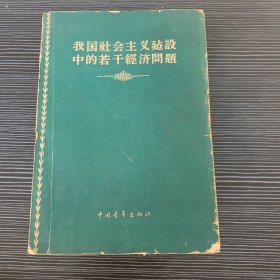 我国社会主义建設
中的若干經济問題
中国青年出版社